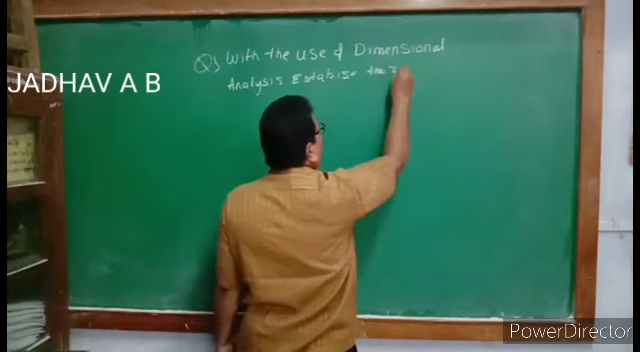 Q) With the use of Dimensional
JADHAV A B
Analysis Establise the
PowerDirector